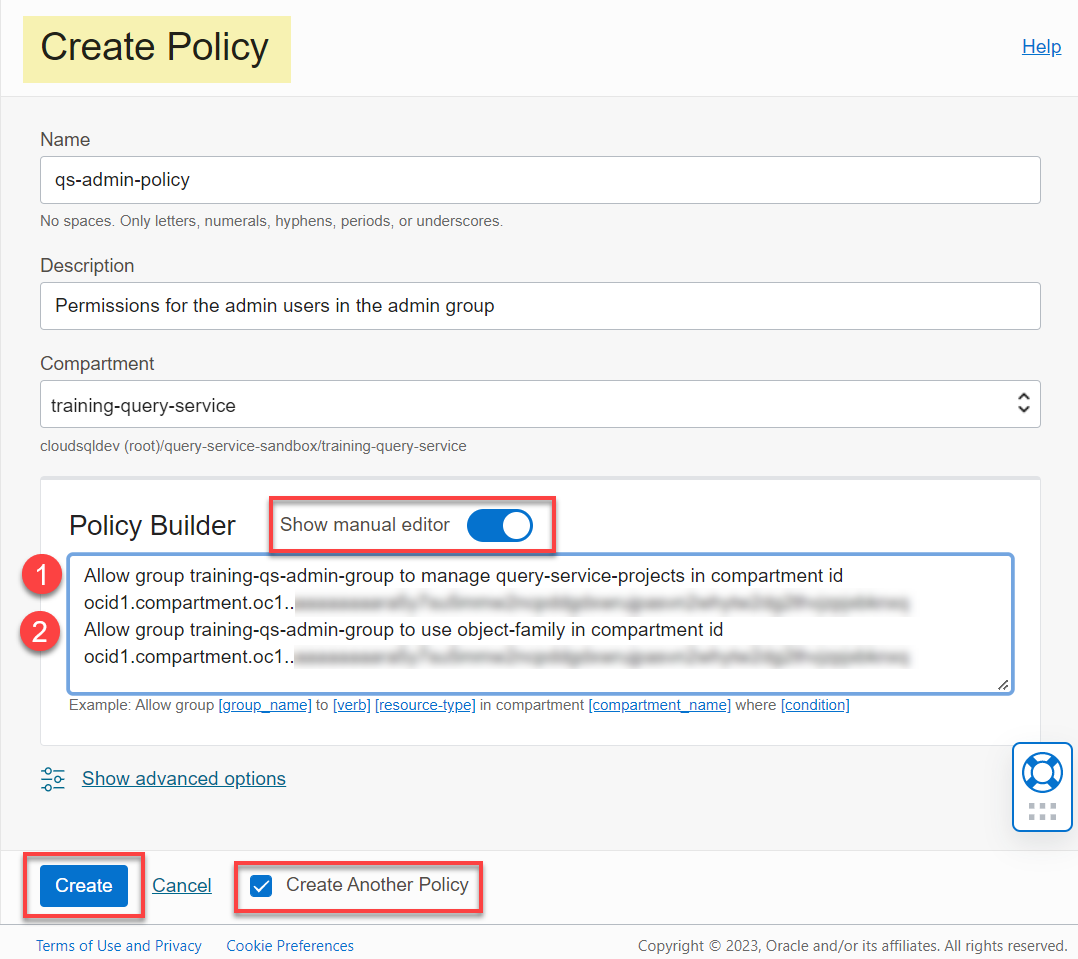 Create Policy
Help
Name
qs-admin-policy
No spaces. Only letters, numerals, hyphens, periods, or underscores.
Description
Permissions for the admin users in the admin group
Compartment
training-query-service
cloudsqldev (root)/query-service-sandbox/training-query-service
Policy Builder
Show manual editor
1
Allow group training-qs-admin-group to manage query-service-projects in compartment id
ocid1.compartment.oc1..
2
Allow group training-qs-admin-group to use object-family in compartment id
ocid1.compartment.oc1..
Example: Allow group [group_name] to [verb] [resource-type] in compartment [compartment_name] where [condition]
Show advanced options
Create
Cancel
Create Another Policy
Terms of Use and Privacy
Cookie Preferences
Copyright © 2023, Oracle and/or its affiliates. All rights reserved.